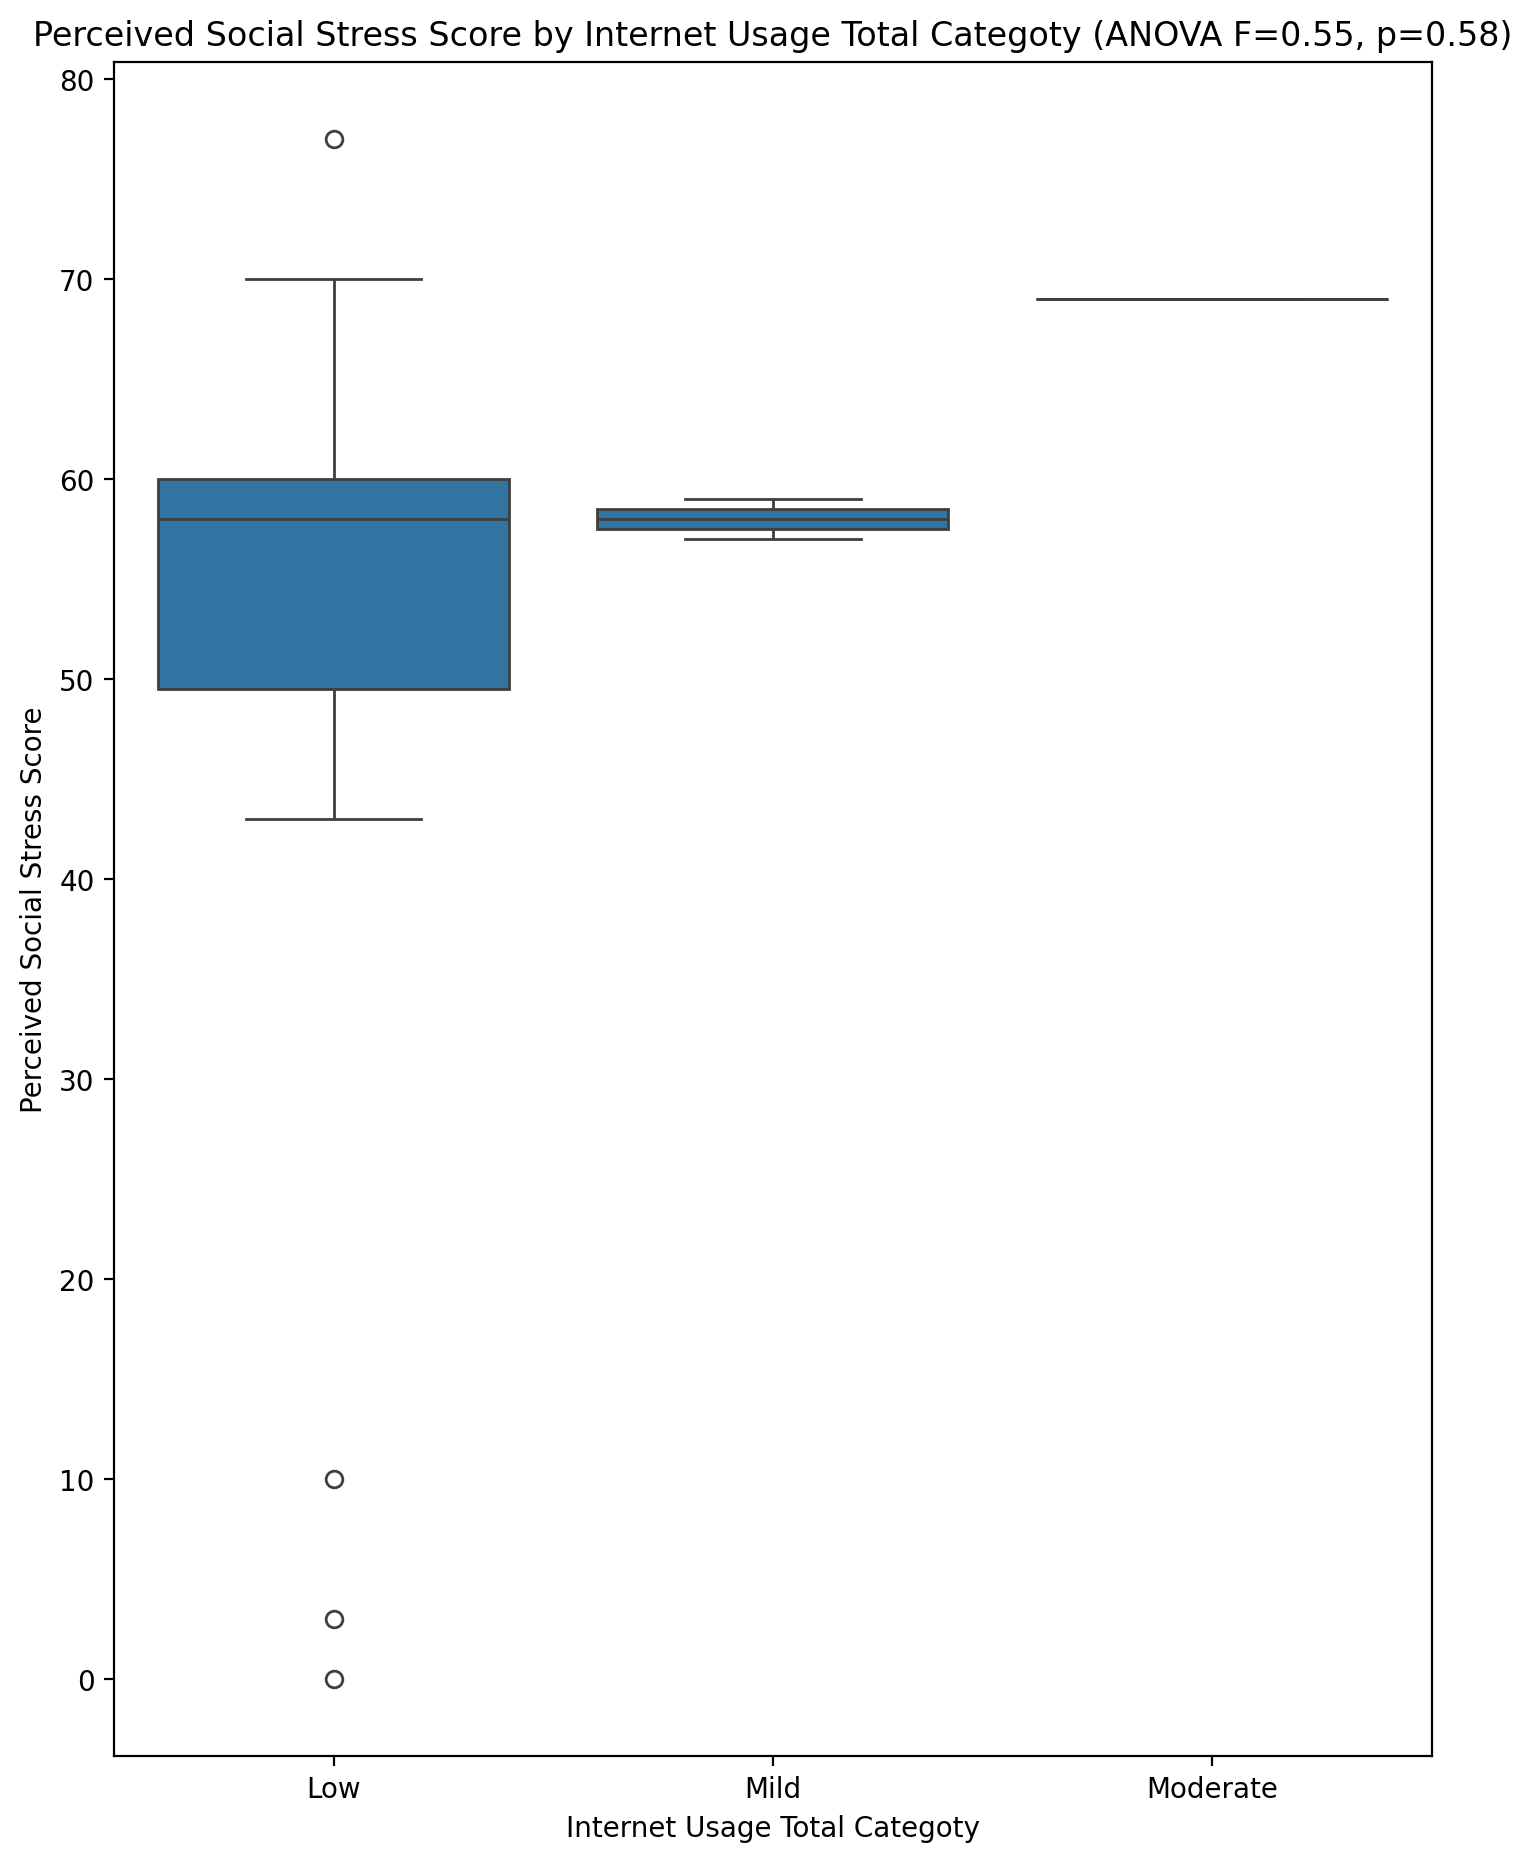 Perceived Social Stress Score by Internet Usage Total Categoty (ANOVA F=0.55, p=0.58)
80
70
60
50
40
30
20
10
0
Perceived Social Stress Score
Low
Mild
Moderate
Internet Usage Total Categoty